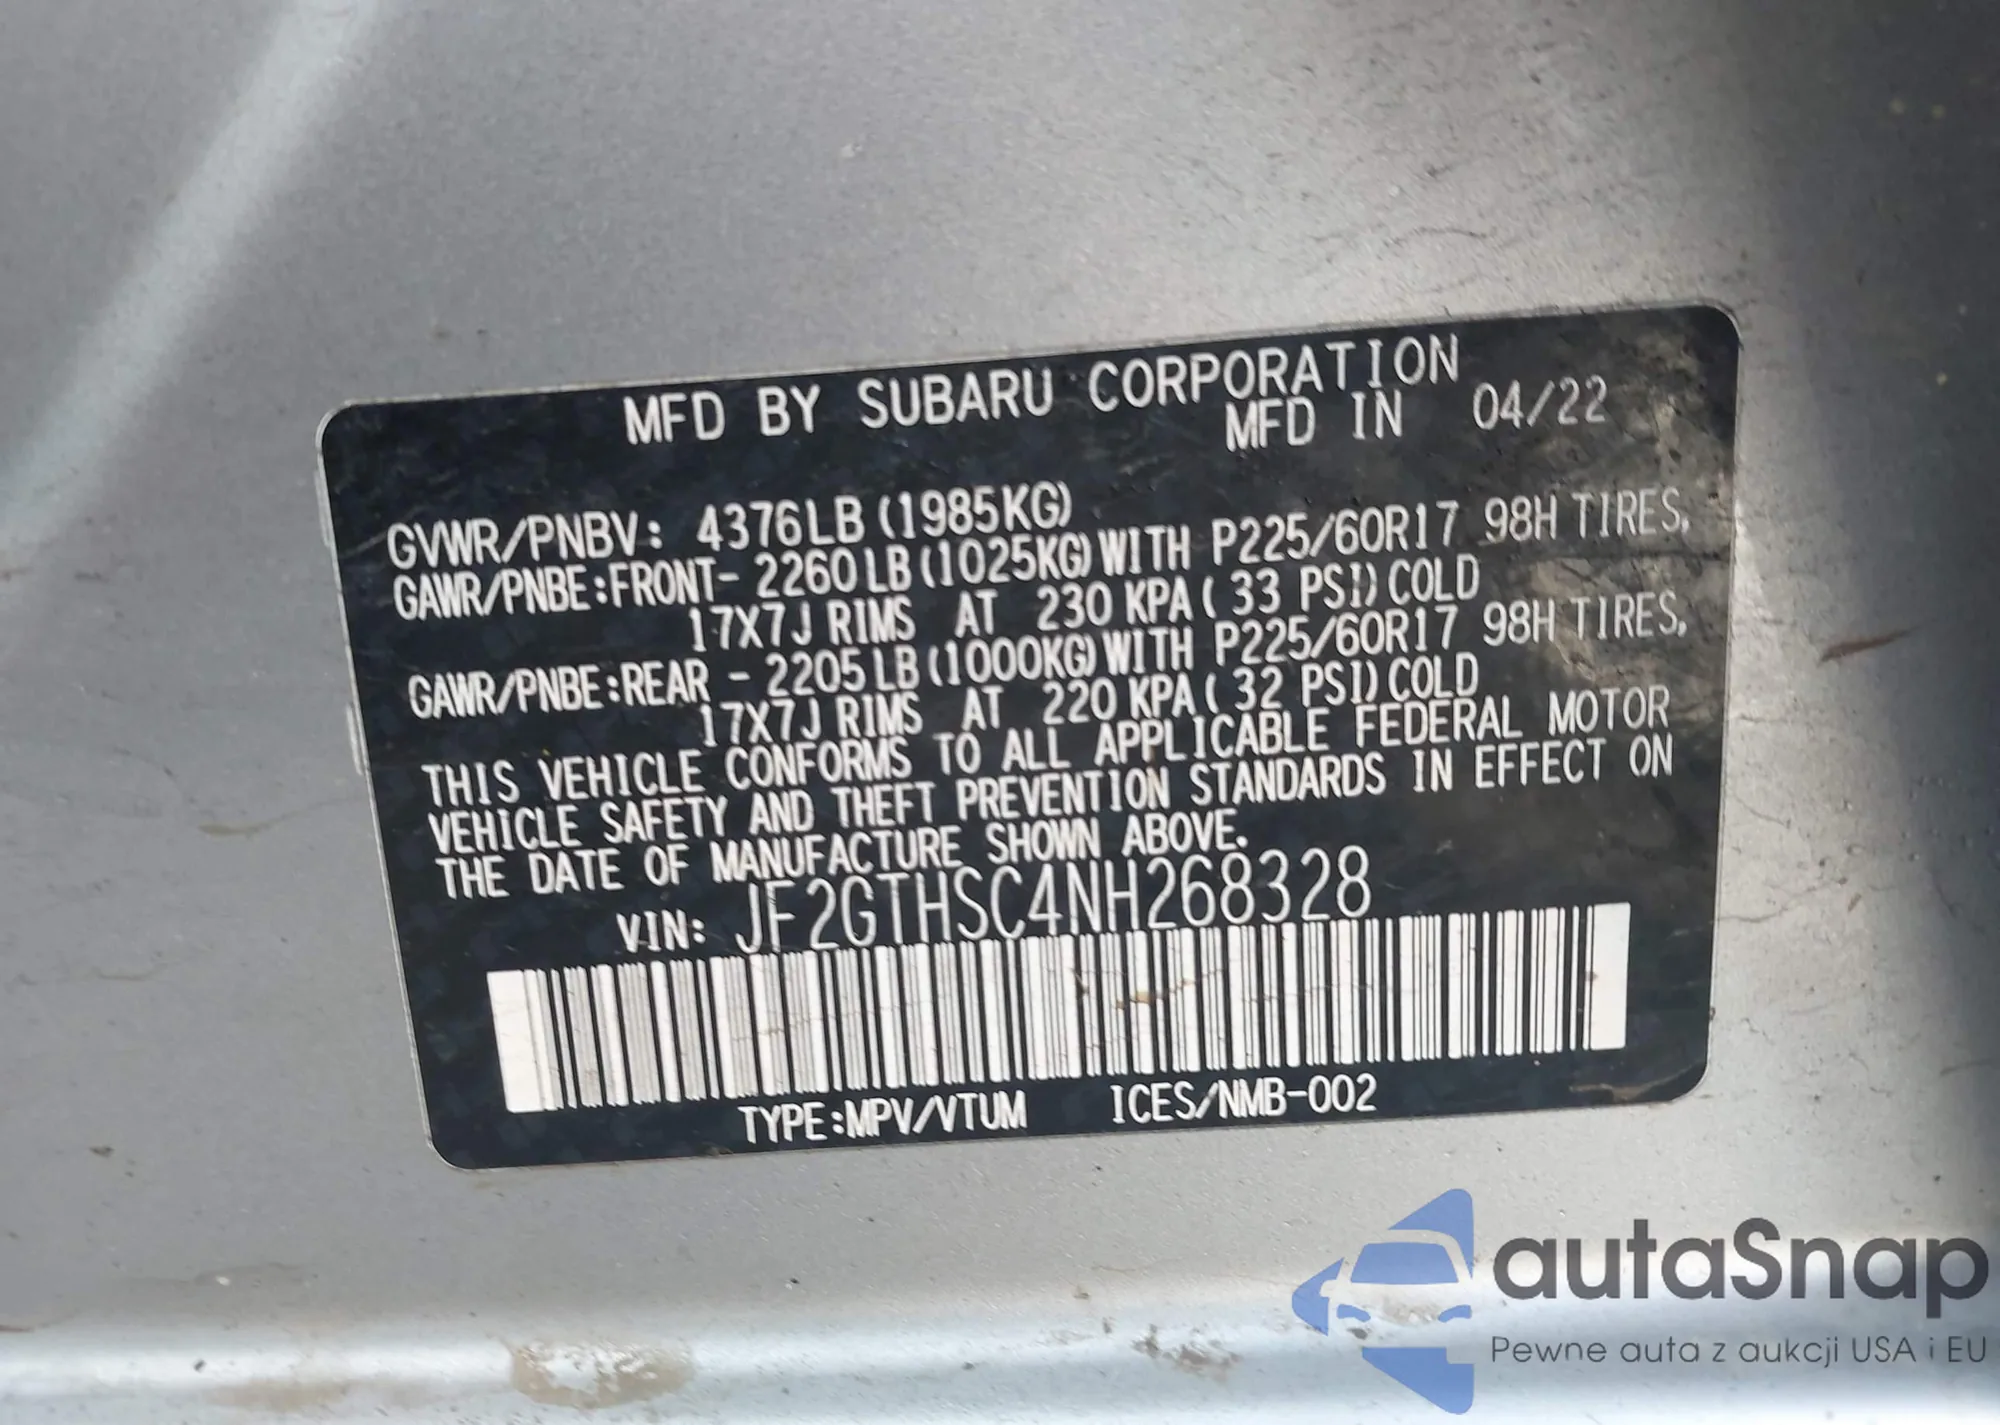 MFD BY SUBARU CORPORATION
MFD IN 04/22
GVWR/PNBV: 4376LB (1985KG)
GAWR/PNBE:FRONT- 2260LB (1025KG) WITH P225/60R17 98H TIRES,
17X7J RIMS AT 230 KPA ( 33 PSI) COLD
GAWR/PNBE:REAR - 2205LB (1000KG) WITH P225/60R17 98H TIRES,
17X7J RIMS AT 220 KPA ( 32 PSI) COLD
THIS VEHICLE CONFORMS TO ALL APPLICABLE FEDERAL MOTOR
VEHICLE SAFETY AND THEFT PREVENTION STANDARDS IN EFFECT ON
THE DATE OF MANUFACTURE SHOWN ABOVE.
VIN: JF2GTHSC4NH268328
TYPE:MPV/VTUM ICES/NMB-002
autaSnap
Pewne auta z aukcji USA i EU